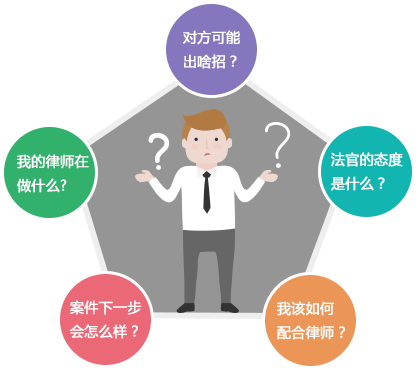 对方可能
出啥招？
我的律师在
做什么?
法官的态度
是什么？
案件下一步
会怎么样？
我该如何
配合律师？